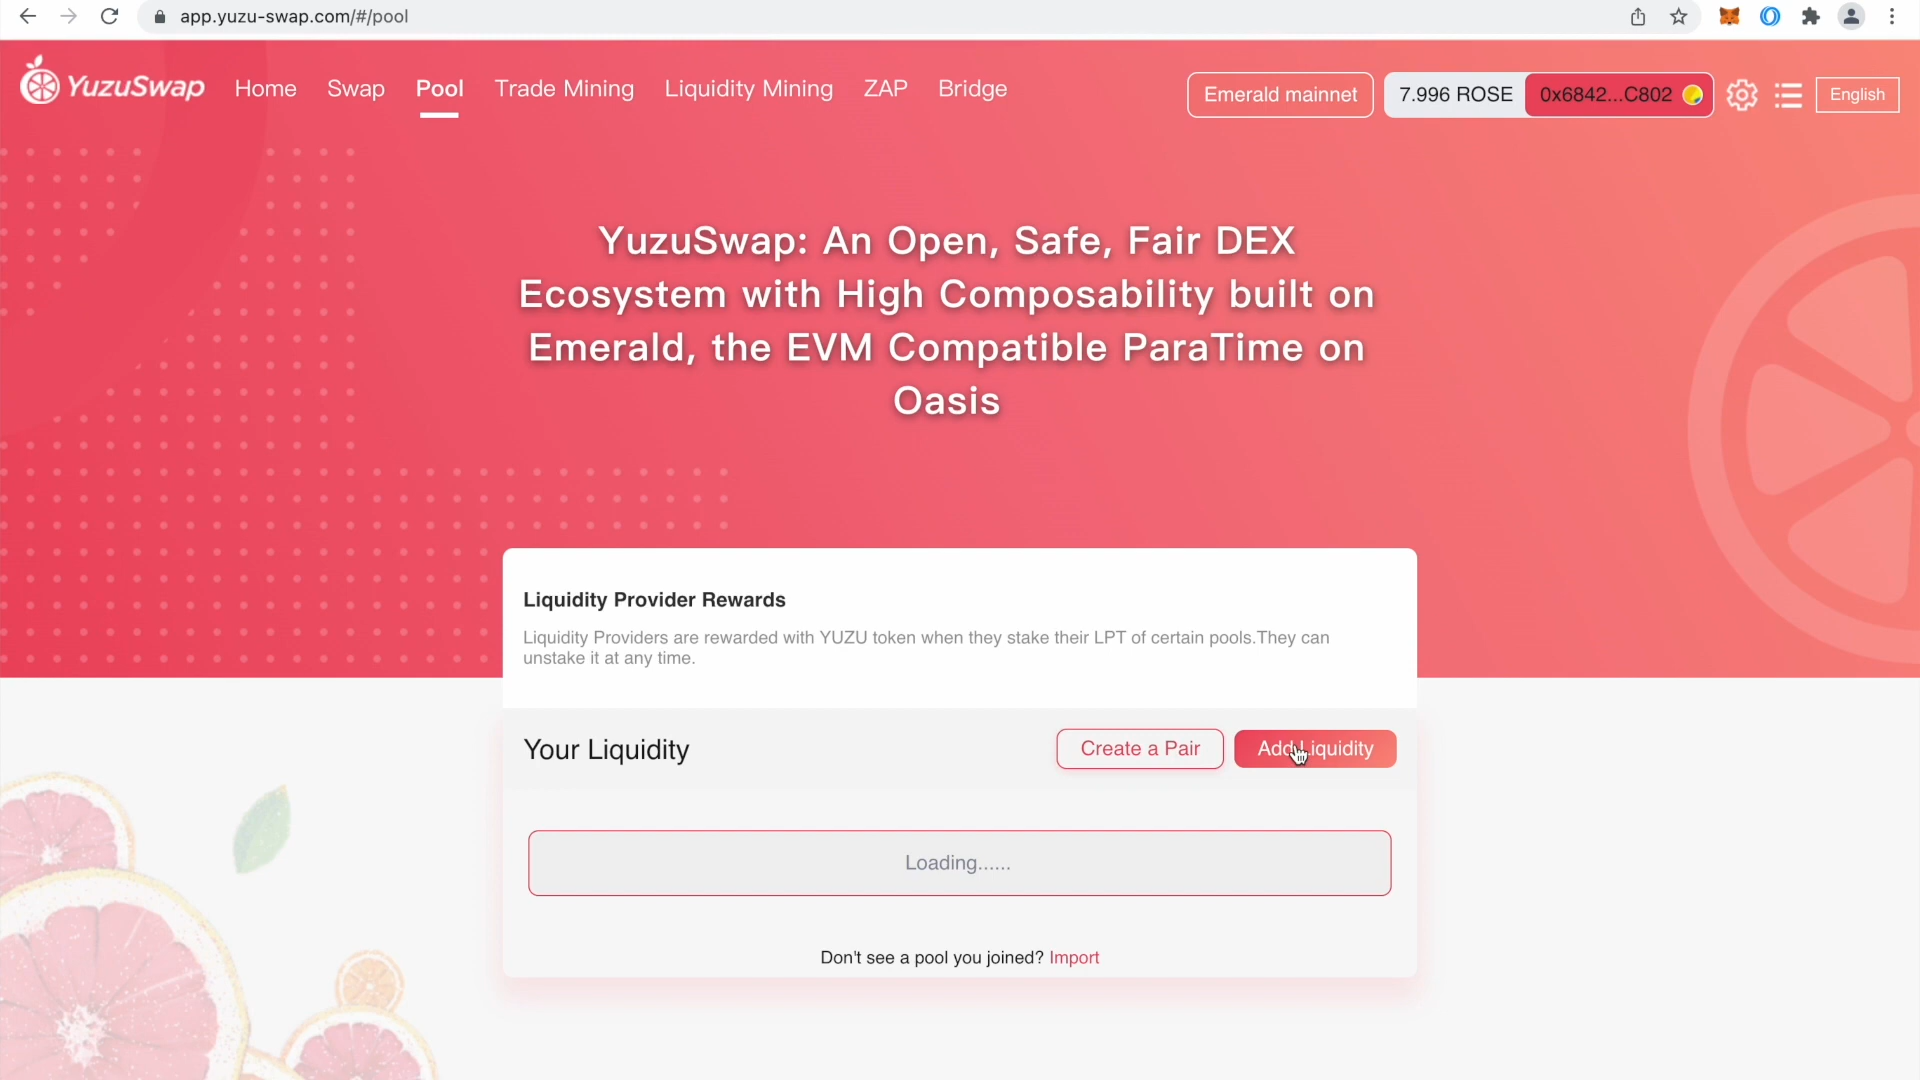 app.yuzu-swap.com/#/pool
YuzuSwap
Home
Swap
Pool
Trade Mining
Liquidity Mining
ZAP
Bridge
Emerald mainnet
7.996 ROSE
0x6842...C802
English
YuzuSwap: An Open, Safe, Fair DEX
Ecosystem with High Composability built on
Emerald, the EVM Compatible ParaTime on
Oasis
Liquidity Provider Rewards
Liquidity Providers are rewarded with YUZU token when they stake their LPT of certain pools.They can
unstake it at any time.
Your Liquidity
Create a Pair
Add Liquidity
Loading......
Don't see a pool you joined? Import